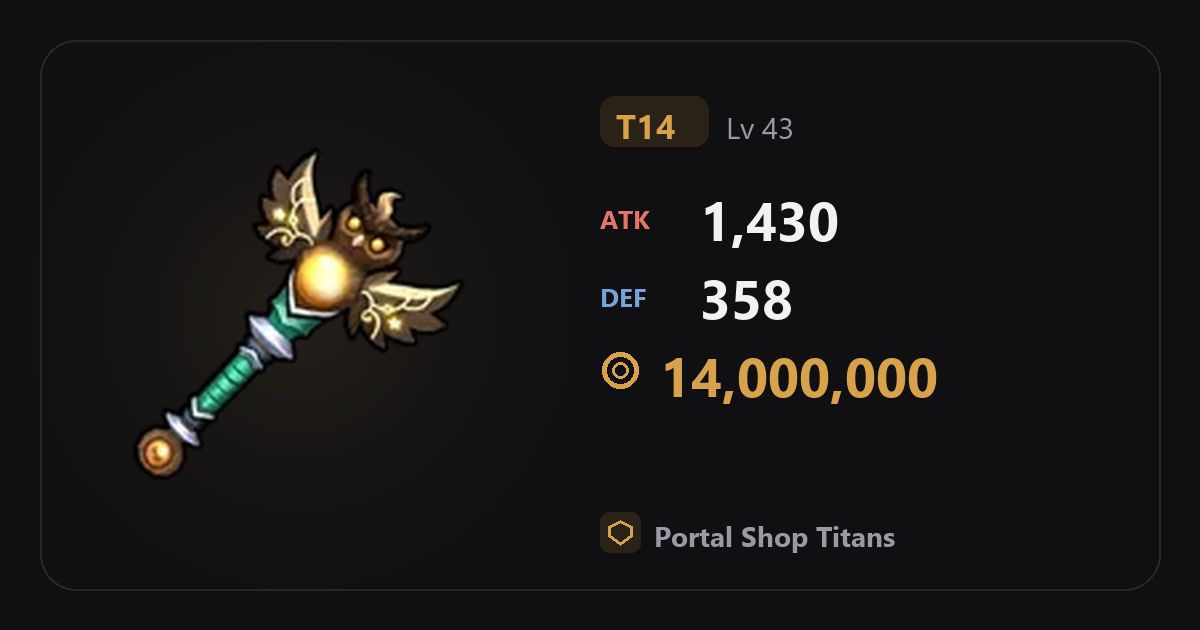 T14 Lv 43
ATK 1,430
DEF 358
14,000,000
Portal Shop Titans